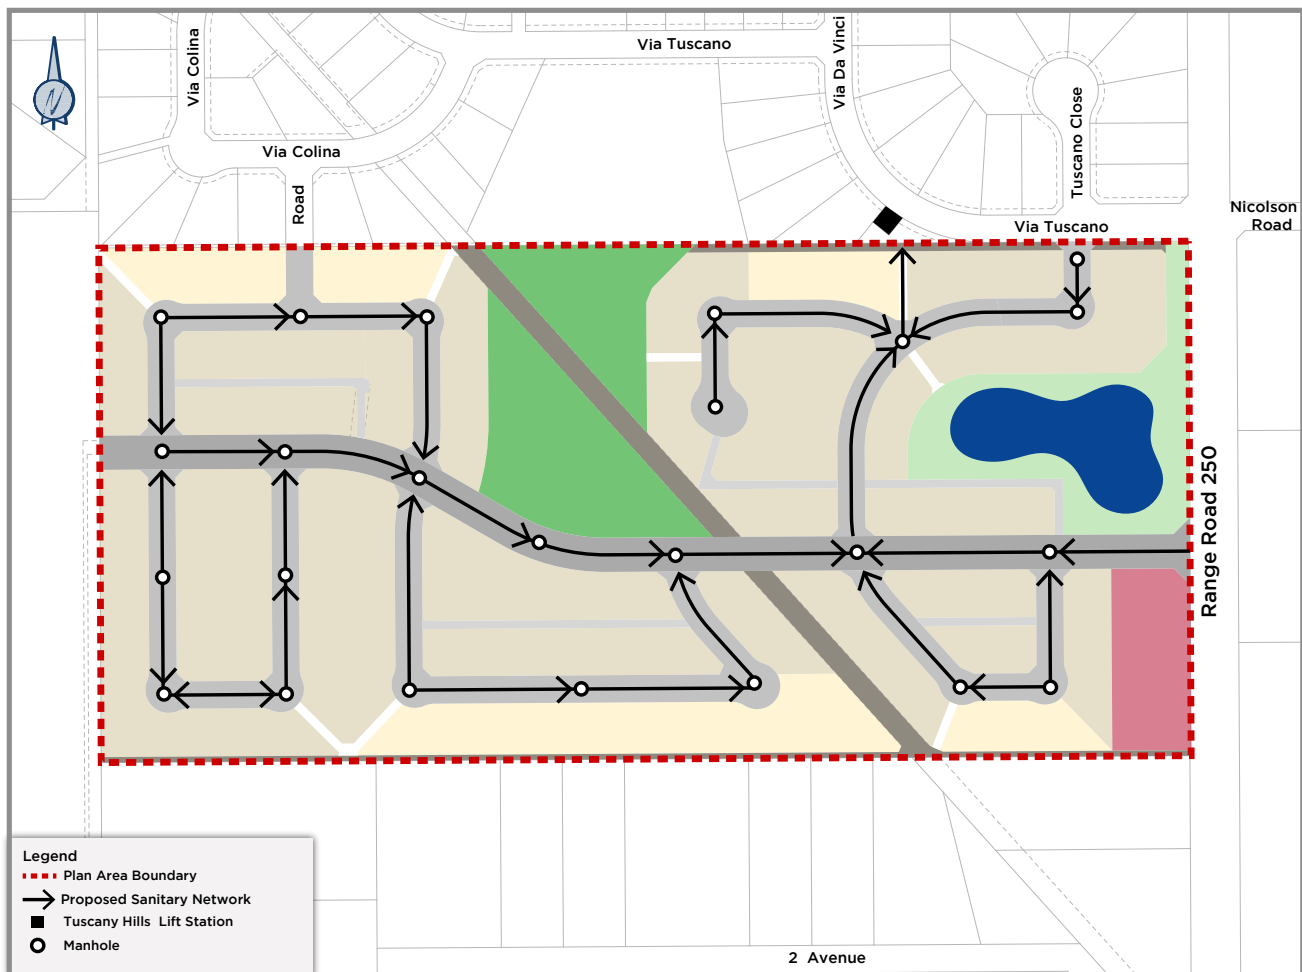 Via Colina
Via Tuscano
Via Da Vinci
Tuscano Close
Via Colina
Road
Nicolson
Road
Via Tuscano
N
Range Road 250
Legend
Plan Area Boundary
Proposed Sanitary Network
Tuscany Hills Lift Station
Manhole
2 Avenue